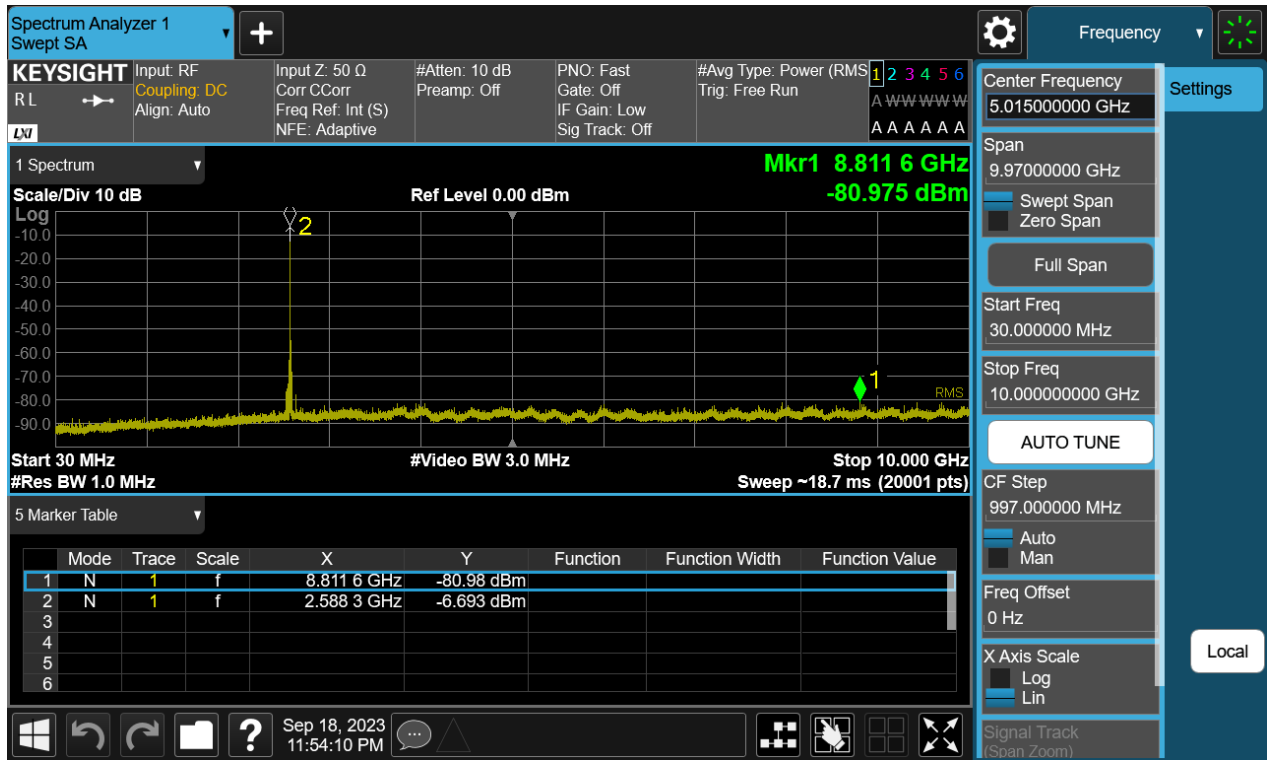 Spectrum Analyzer 1
Swept SA
+
Frequency
KEYSIGHT
RL
LXI
Input: RF
Coupling: DC
Align: Auto
Input Z: 50 Ω
Corr CCorr
Freq Ref: Int (S)
NFE: Adaptive
#Atten: 10 dB
Preamp: Off
PNO: Fast
Gate: Off
IF Gain: Low
Sig Track: Off
#Avg Type: Power (RMS
Trig: Free Run
1 2 3 4 5 6
A W W W W W
A A A A A A
1 Spectrum
Mkr1 8.811 6 GHz
-80.975 dBm
Scale/Div 10 dB
Ref Level 0.00 dBm
Log
-10.0
-20.0
-30.0
-40.0
-50.0
-60.0
-70.0
-80.0
-90.0
2
1
RMS
Start 30 MHz
#Video BW 3.0 MHz
Stop 10.000 GHz
#Res BW 1.0 MHz
Sweep ~18.7 ms (20001 pts)
5 Marker Table
Mode Trace Scale X Y Function Function Width Function Value
1 N 1 f 8.811 6 GHz -80.98 dBm
2 N 1 f 2.588 3 GHz -6.693 dBm
3
4
5
6
?
Sep 18, 2023
11:54:10 PM
Center Frequency
5.015000000 GHz
Settings
Span
9.97000000 GHz
Swept Span
Zero Span
Full Span
Start Freq
30.000000 MHz
Stop Freq
10.000000000 GHz
AUTO TUNE
CF Step
997.000000 MHz
Auto
Man
Freq Offset
0 Hz
X Axis Scale
Log
Lin
Local
Signal Track
(Span Zoom)